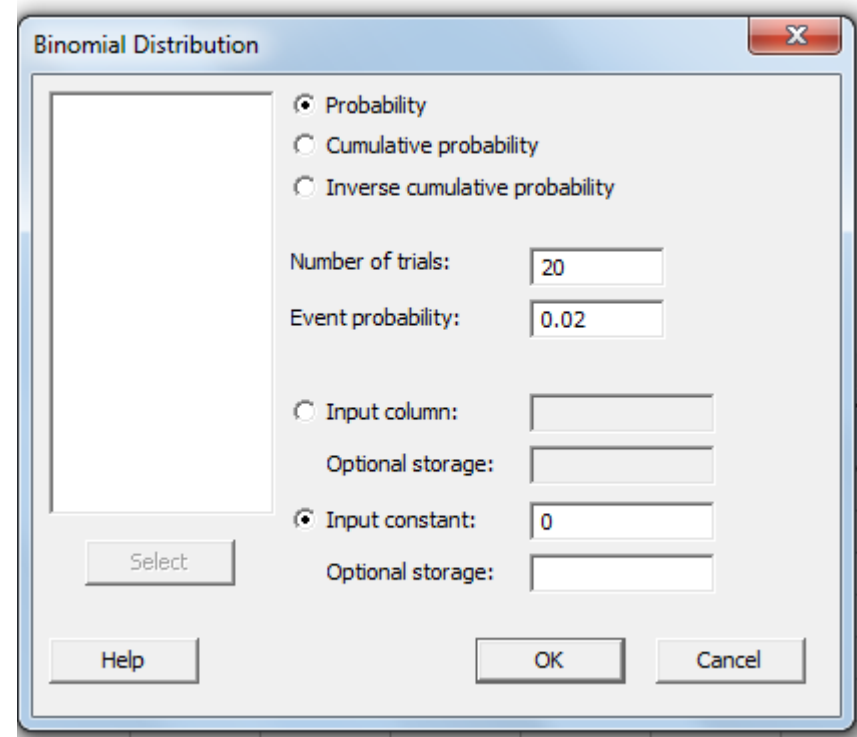 Binomial Distribution
Probability
Cumulative probability
Inverse cumulative probability
Number of trials: 20
Event probability: 0.02
Input column:
Optional storage:
Input constant: 0
Optional storage:
Select
Help OK Cancel